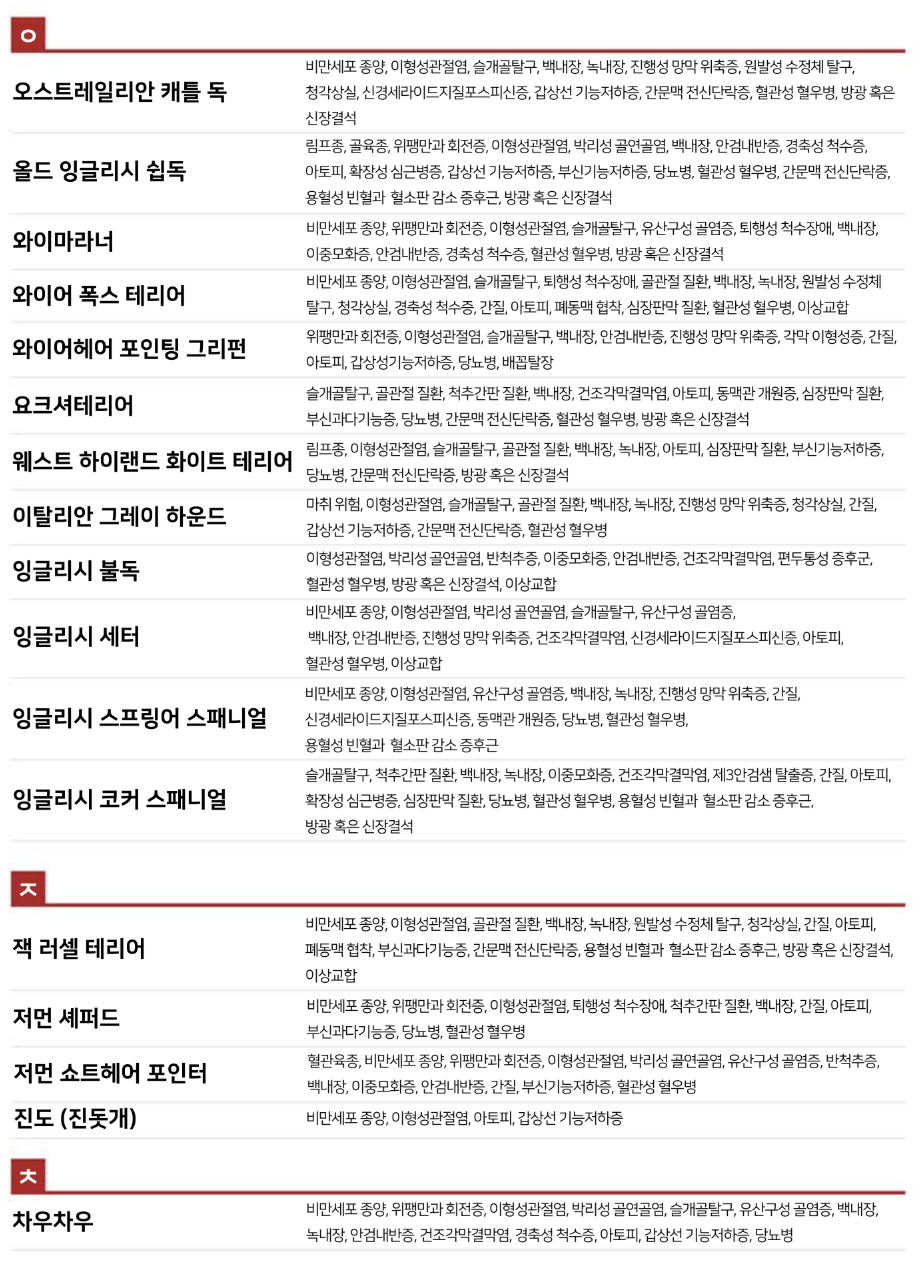 ㅇ
오스트레일리안 캐틀 독
비만세포 종양, 이형성관절염, 슬개골탈구, 백내장, 녹내장, 진행성 망막 위축증, 원발성 수정체 탈구,
청각상실, 신경세라이드지질포스피신증, 갑상선 기능저하증, 간문맥 전신단락증, 혈관성 혈우병, 방광 혹은
신장결석
올드 잉글리시 쉽독
림프종, 골육종, 위팽만과 회전증, 이형성관절염, 박리성 골연골염, 백내장, 안검내반증, 경축성 척수증,
아토피, 확장성 심근병증, 갑상선 기능저하증, 부신기능저하증, 당뇨병, 혈관성 혈우병, 간문맥 전신단락증,
용혈성 빈혈과 혈소판 감소 증후근, 방광 혹은 신장결석
와이마라너
비만세포 종양, 위팽만과 회전증, 이형성관절염, 슬개골탈구, 유산구성 골염증, 퇴행성 척수장애, 백내장,
이중모화증, 안검내반증, 경축성 척수증, 혈관성 혈우병, 방광 혹은 신장결석
와이어 폭스 테리어
비만세포 종양, 이형성관절염, 슬개골탈구, 퇴행성 척수장애, 골관절 질환, 백내장, 녹내장, 원발성 수정체
탈구, 청각상실, 경축성 척수증, 간질, 아토피, 폐동맥 협착, 심장판막 질환, 혈관성 혈우병, 이상교합
와이어헤어 포인팅 그리펀
위팽만과 회전증, 이형성관절염, 슬개골탈구, 백내장, 안검내반증, 진행성 망막 위축증, 각막 이형성증, 간질,
아토피, 갑상성기능저하증, 당뇨병, 배꼽탈장
요크셔테리어
슬개골탈구, 골관절 질환, 척추간판 질환, 백내장, 건조각막결막염, 아토피, 동맥관 개원증, 심장판막 질환,
부신과다기능증, 당뇨병, 간문맥 전신단락증, 혈관성 혈우병, 방광 혹은 신장결석
웨스트 하이랜드 화이트 테리어
림프종, 이형성관절염, 슬개골탈구, 골관절 질환, 백내장, 녹내장, 아토피, 심장판막 질환, 부신기능저하증,
당뇨병, 간문맥 전신단락증, 방광 혹은 신장결석
이탈리안 그레이 하운드
마취 위험, 이형성관절염, 슬개골탈구, 골관절 질환, 백내장, 녹내장, 진행성 망막 위축증, 청각상실, 간질,
갑상선 기능저하증, 간문맥 전신단락증, 혈관성 혈우병
잉글리시 불독
이형성관절염, 박리성 골연골염, 반척추증, 이중모화증, 안검내반증, 건조각막결막염, 편두통성 증후군,
혈관성 혈우병, 방광 혹은 신장결석, 이상교합
잉글리시 세터
비만세포 종양, 이형성관절염, 박리성 골연골염, 슬개골탈구, 유산구성 골염증,
백내장, 안검내반증, 진행성 망막 위축증, 건조각막결막염, 신경세라이드지질포스피신증, 아토피,
혈관성 혈우병, 이상교합
잉글리시 스프링어 스패니얼
비만세포 종양, 이형성관절염, 유산구성 골염증, 백내장, 녹내장, 진행성 망막 위축증, 간질,
신경세라이드지질포스피신증, 동맥관 개원증, 당뇨병, 혈관성 혈우병,
용혈성 빈혈과 혈소판 감소 증후근
잉글리시 코커 스패니얼
슬개골탈구, 척추간판 질환, 백내장, 녹내장, 이중모화증, 건조각막결막염, 제3안검샘 탈출증, 간질, 아토피,
확장성 심근병증, 심장판막 질환, 당뇨병, 혈관성 혈우병, 용혈성 빈혈과 혈소판 감소 증후근,
방광 혹은 신장결석
ㅈ
잭 러셀 테리어
비만세포 종양, 이형성관절염, 골관절 질환, 백내장, 녹내장, 원발성 수정체 탈구, 청각상실, 간질, 아토피,
폐동맥 협착, 부신과다기능증, 간문맥 전신단락증, 용혈성 빈혈과 혈소판 감소 증후근, 방광 혹은 신장결석,
이상교합
저먼 셰퍼드
비만세포 종양, 위팽만과 회전증, 이형성관절염, 퇴행성 척수장애, 척추간판 질환, 백내장, 간질, 아토피,
부신과다기능증, 당뇨병, 혈관성 혈우병
저먼 쇼트헤어 포인터
혈관육종, 비만세포 종양, 위팽만과 회전증, 이형성관절염, 박리성 골연골염, 유산구성 골염증, 반척추증,
백내장, 이중모화증, 안검내반증, 간질, 부신기능저하증, 혈관성 혈우병
진도 (진돗개)
비만세포 종양, 이형성관절염, 아토피, 갑상선 기능저하증
ㅊ
차우차우
비만세포 종양, 위팽만과 회전증, 이형성관절염, 박리성 골연골염, 슬개골탈구, 유산구성 골염증, 백내장,
녹내장, 안검내반증, 건조각막결막염, 경축성 척수증, 아토피, 갑상선 기능저하증, 당뇨병